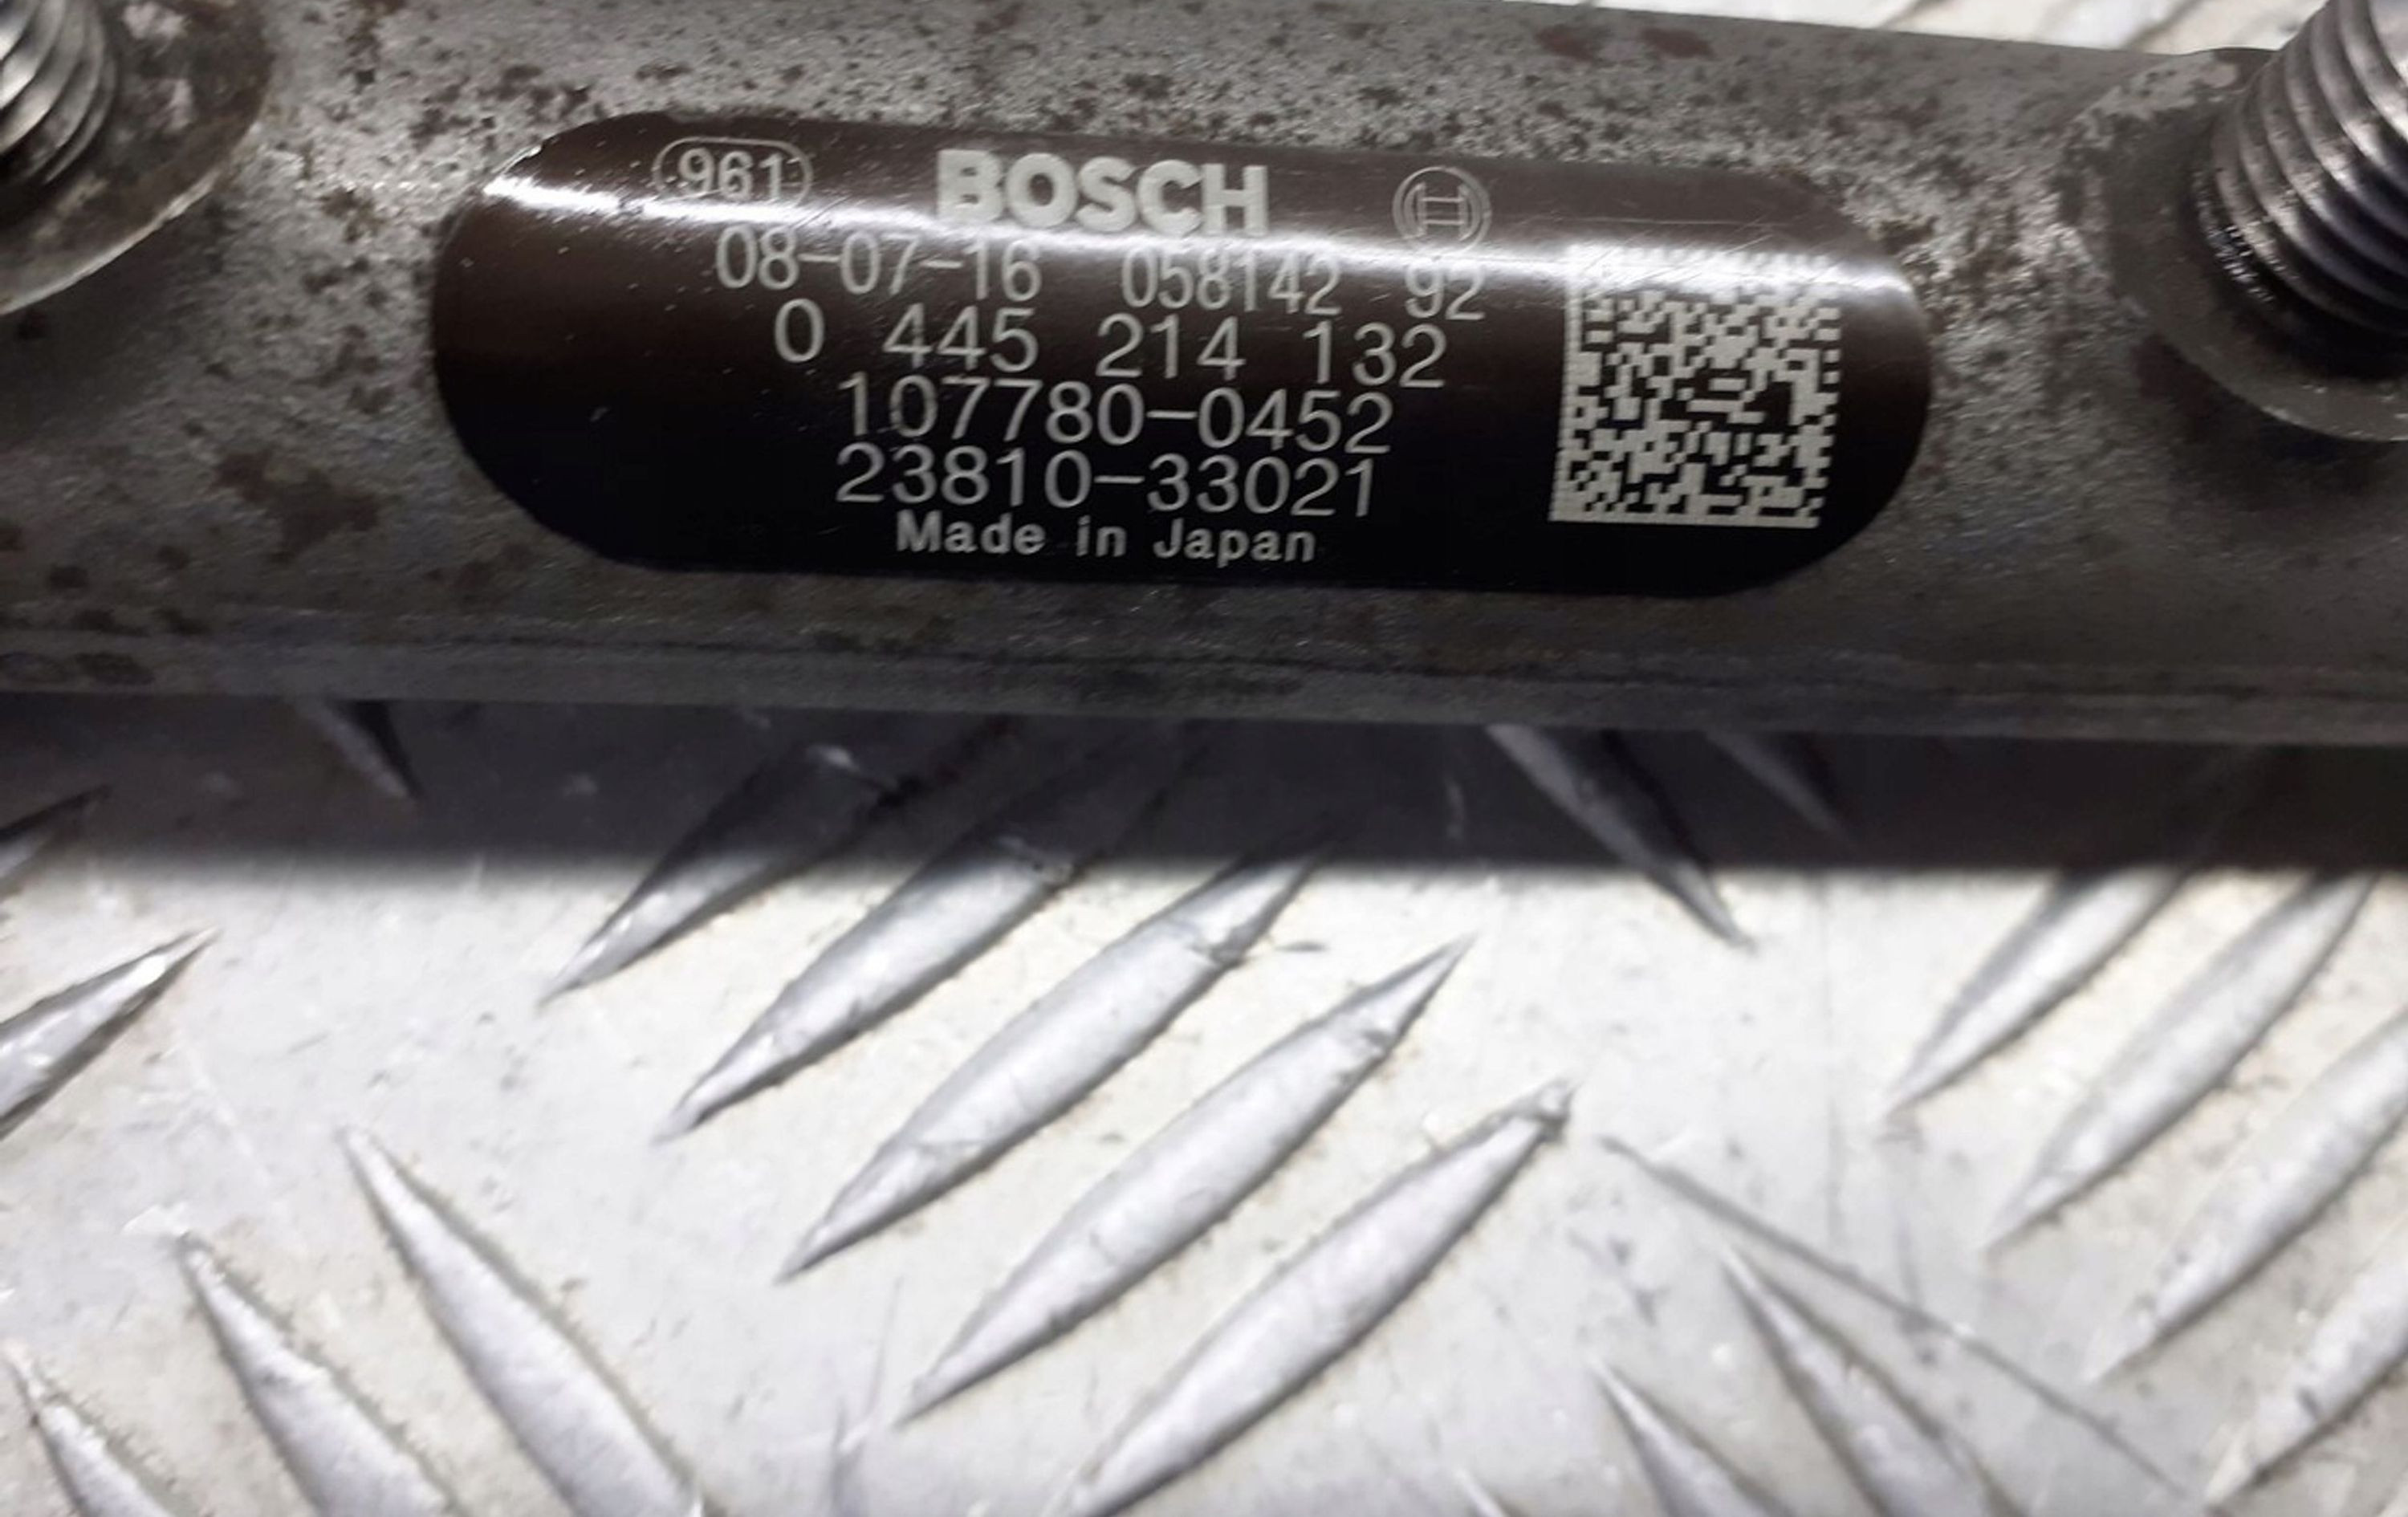 961 BOSCH
08-07-16 058142 92
0 445 214 132
107780-0452
23810-33021
Made in Japan